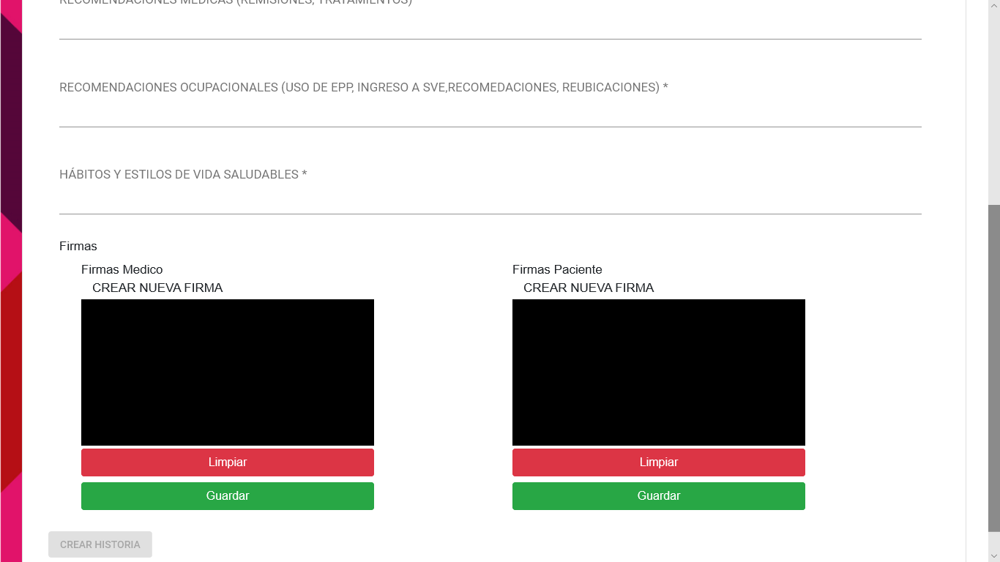 RECOMENDACIONES MEDICAS (REMISIONES, TRATAMIENTOS)
RECOMENDACIONES OCUPACIONALES (USO DE EPP, INGRESO A SVE,RECOMEDACIONES, REUBICACIONES) *
HÁBITOS Y ESTILOS DE VIDA SALUDABLES *
Firmas
Firmas Medico
CREAR NUEVA FIRMA
Limpiar
Guardar
Firmas Paciente
CREAR NUEVA FIRMA
Limpiar
Guardar
CREAR HISTORIA